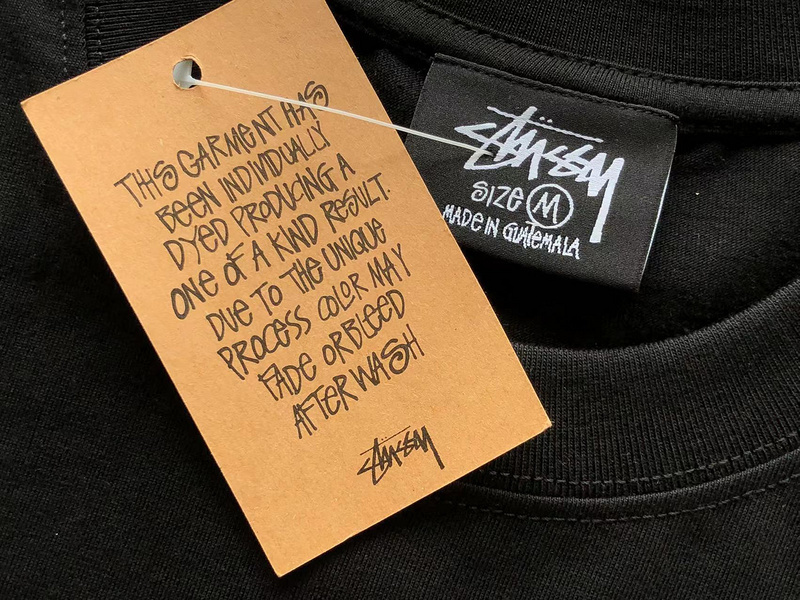 THIS GARMENT HAS
BEEN INDIVIDUALLY
DYED PRODUCING A
ONE OF A KIND RESULT.
DUE TO THE UNIQUE
PROCESS COLOR MAY
FADE OR BLEED
AFTER WASH
Stüssy
Stüssy
SIZE M
MADE IN GUATEMALA